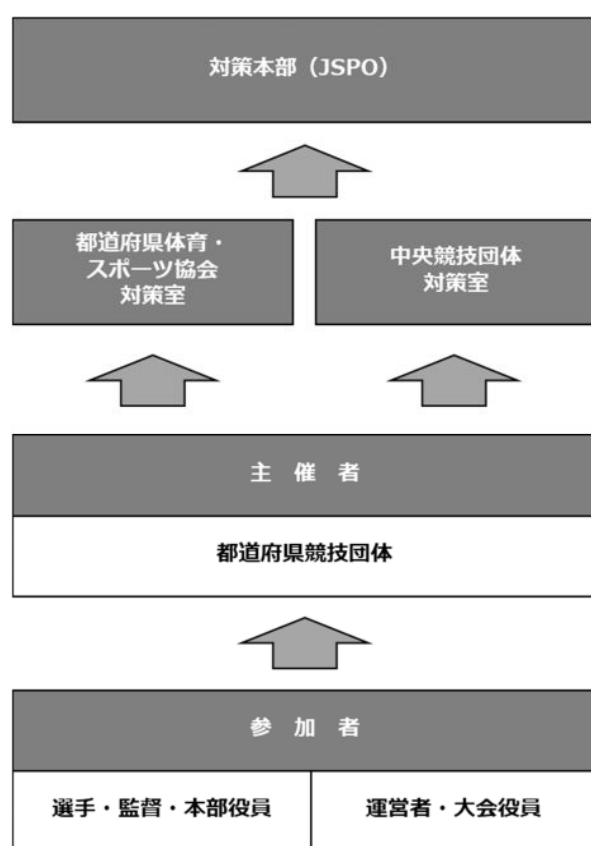 対策本部（JSPO）
都道府県体育・
スポーツ協会
対策室
中央競技団体
対策室
主　催　者
都道府県競技団体
参　加　者
選手・監督・本部役員
運営者・大会役員